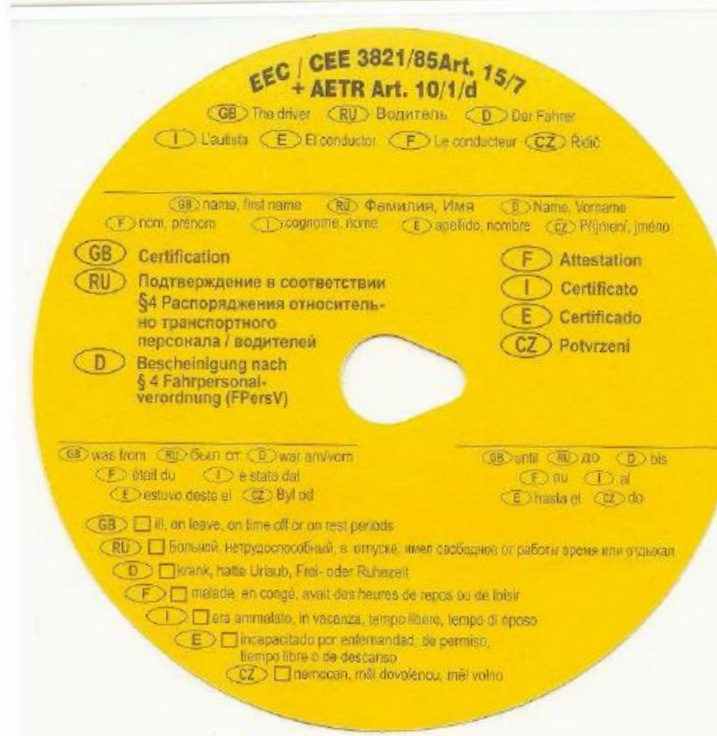 EEC / CEE 3821/85Art. 15/7
+ AETR Art. 10/1/d
GB The driver RU Водитель D Der Fahrer
I L'autista E El conductor F Le conducteur CZ Řidič
GB name, first name RU Фамилия, Имя D Name, Vorname
F nom, prénom I cognome, nome E apellido, nombre CZ Příjmení, jméno
GB Certification
RU Подтверждение в соответствии
§4 Распоряжения относитель-
но транспортного
персонала / водителей
D Bescheinigung nach
§ 4 Fahrpersonal-
verordnung (FPersV)
F Attestation
I Certificato
E Certificado
CZ Potvrzeni
GB was from RU был от D war am/vom
F était du I è stato dal
E estuvo deste el CZ Byl od
GB until RU до D bis
F au I al
E hasta el CZ do
GB ill, on leave, on time off or on rest periods
RU Больной, нетрудоспособный, в отпуске, имел свободное от работы время или отдыхал
D krank, hatte Urlaub, Frei- oder Ruhezeit
F malade, en congé, avait des heures de repos ou de loisir
I era ammalato, in vacanza, tempo libero, tempo di riposo
E incapacitado por enfermandad, de permiso,
tiempo libre o de descanso
CZ nemocen, měl dovolenou, měl volno